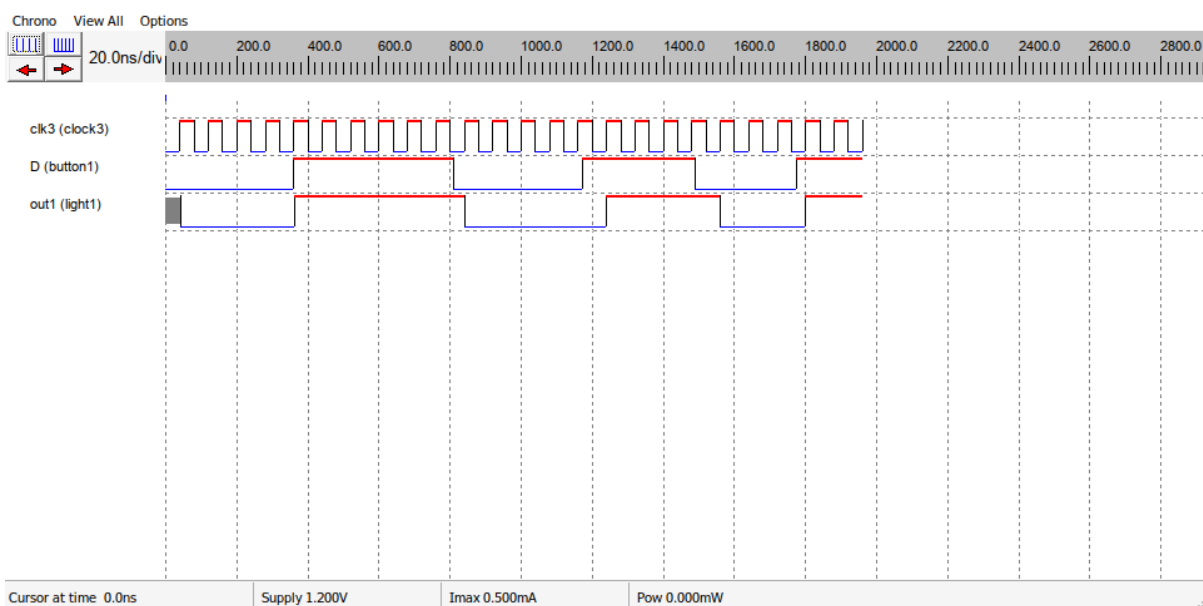 Chrono View All Options
20.0ns/div 0.0 200.0 400.0 600.0 800.0 1000.0 1200.0 1400.0 1600.0 1800.0 2000.0 2200.0 2400.0 2600.0 2800.0
clk3 (clock3)
D (button1)
out1 (light1)
Cursor at time 0.0ns Supply 1.200V Imax 0.500mA Pow 0.000mW